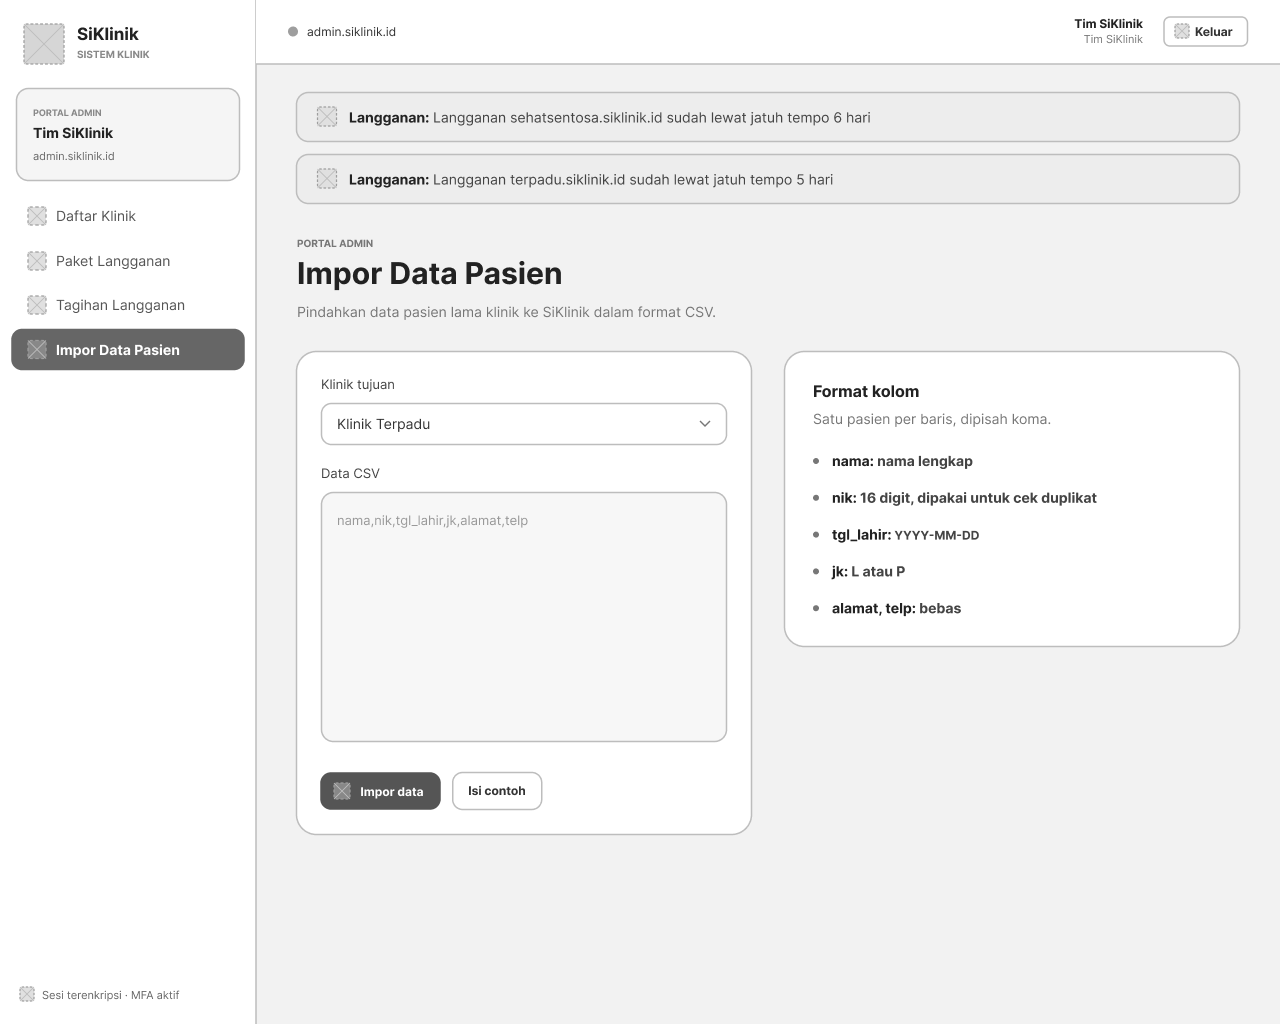 SiKlinik
SISTEM KLINIK
PORTAL ADMIN
Tim SiKlinik
admin.siklinik.id
Daftar Klinik
Paket Langganan
Tagihan Langganan
Impor Data Pasien
Sesi terenkripsi · MFA aktif
admin.siklinik.id
Tim SiKlinik
Tim SiKlinik
Keluar
Langganan: Langganan sehatsentosa.siklinik.id sudah lewat jatuh tempo 6 hari
Langganan: Langganan terpadu.siklinik.id sudah lewat jatuh tempo 5 hari
PORTAL ADMIN
Impor Data Pasien
Pindahkan data pasien lama klinik ke SiKlinik dalam format CSV.
Klinik tujuan
Klinik Terpadu
Data CSV
nama,nik,tgl_lahir,jk,alamat,telp
Impor data
Isi contoh
Format kolom
Satu pasien per baris, dipisah koma.
nama: nama lengkap
nik: 16 digit, dipakai untuk cek duplikat
tgl_lahir: YYYY-MM-DD
jk: L atau P
alamat, telp: bebas